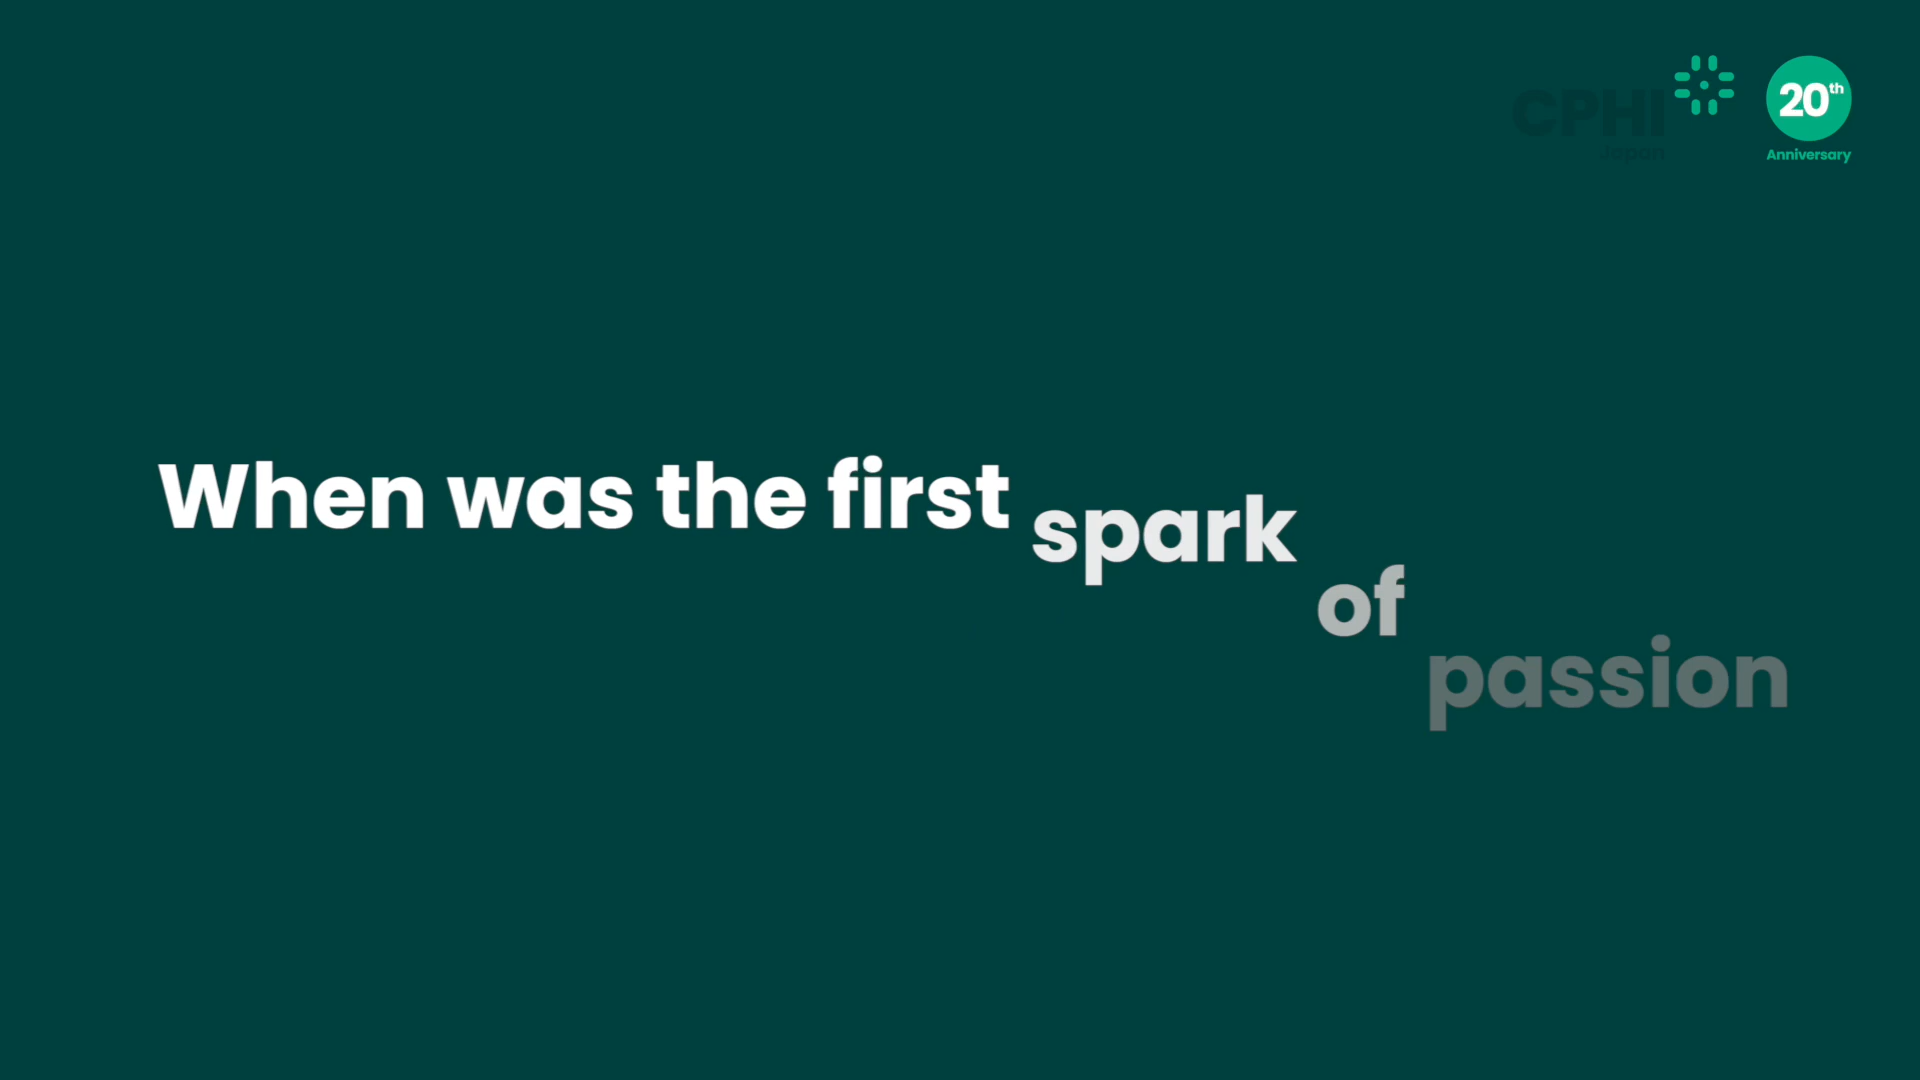 CPHI
Japan
20th
Anniversary
When was the first spark of passion